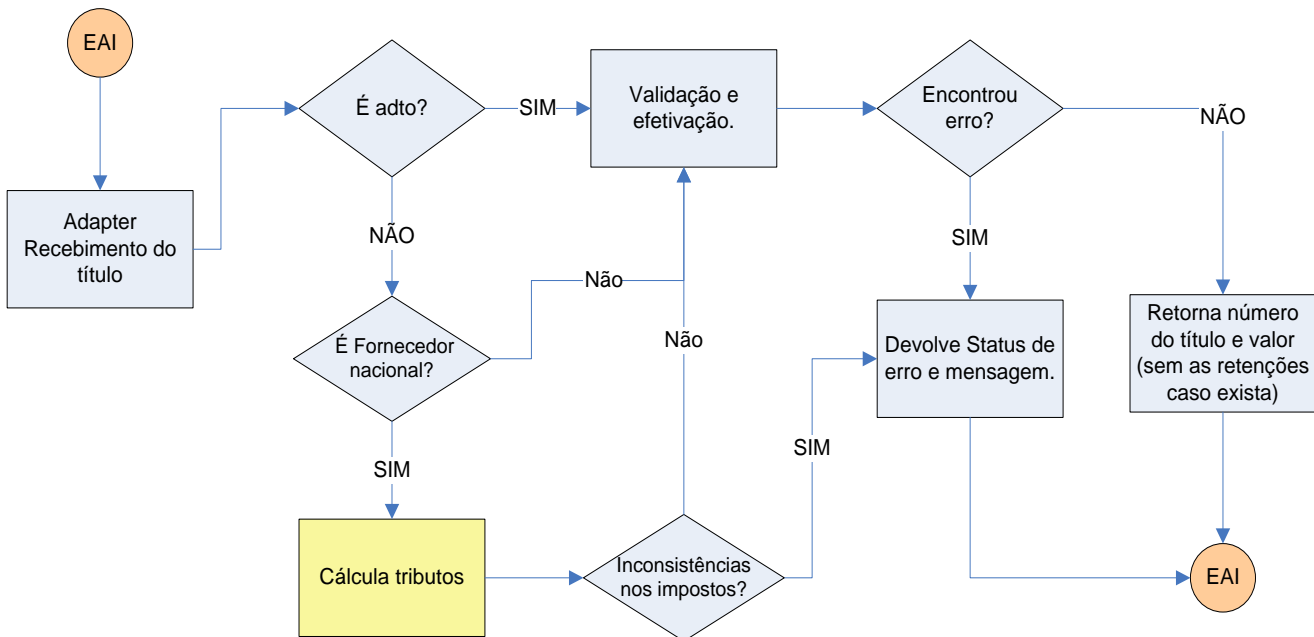 EAI
Adapter
Recebimento do
título
É adto?
SIM
NÃO
É Fornecedor
nacional?
Não
SIM
Cálcula tributos
Inconsistências
nos impostos?
Não
SIM
Validação e
efetivação.
Encontrou
erro?
SIM
NÃO
Devolve Status de
erro e mensagem.
Retorna número
do título e valor
(sem as retenções
caso exista)
EAI